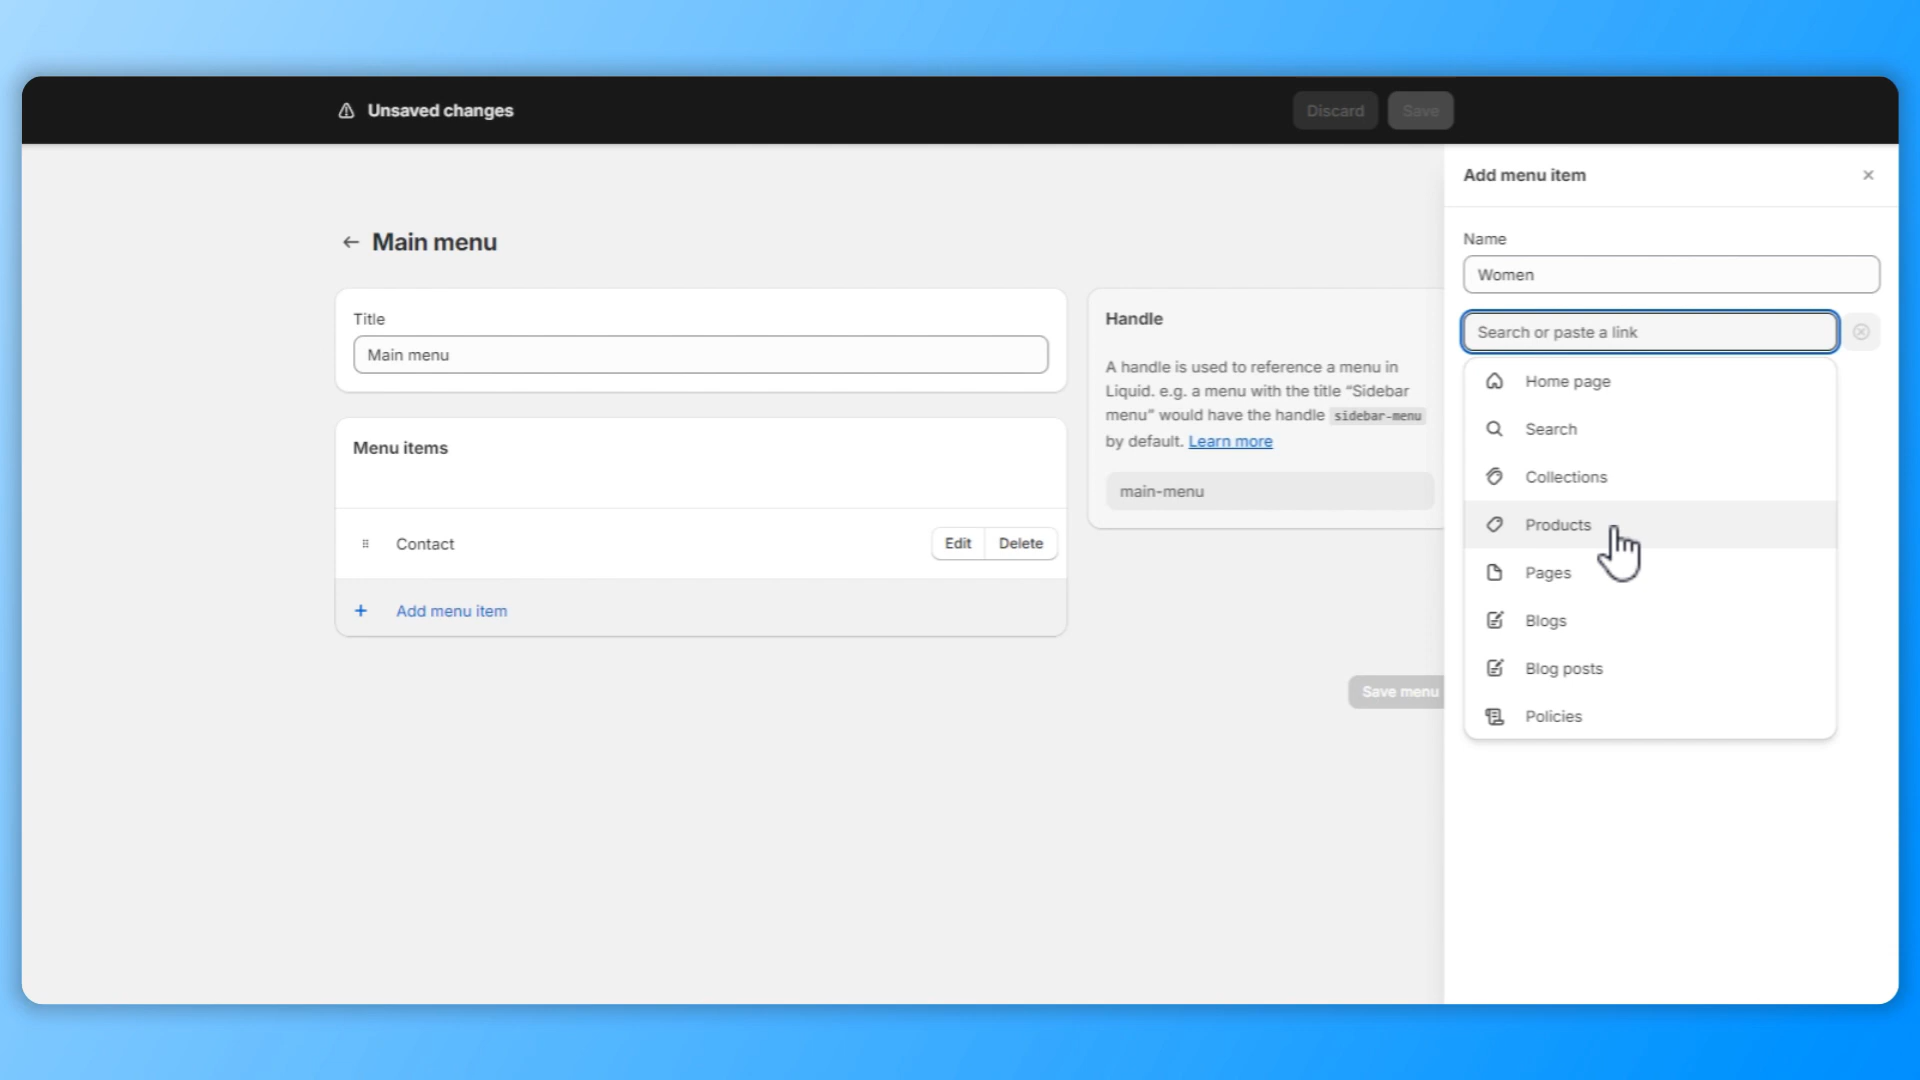 Unsaved changes
Discard
Save
Main menu
Title
Main menu
Menu items
Contact
Edit
Delete
+ Add menu item
Handle
A handle is used to reference a menu in
Liquid. e.g. a menu with the title “Sidebar
menu” would have the handle sidebar-menu
by default. Learn more
main-menu
Save menu
Add menu item
Name
Women
Search or paste a link
Home page
Search
Collections
Products
Pages
Blogs
Blog posts
Policies